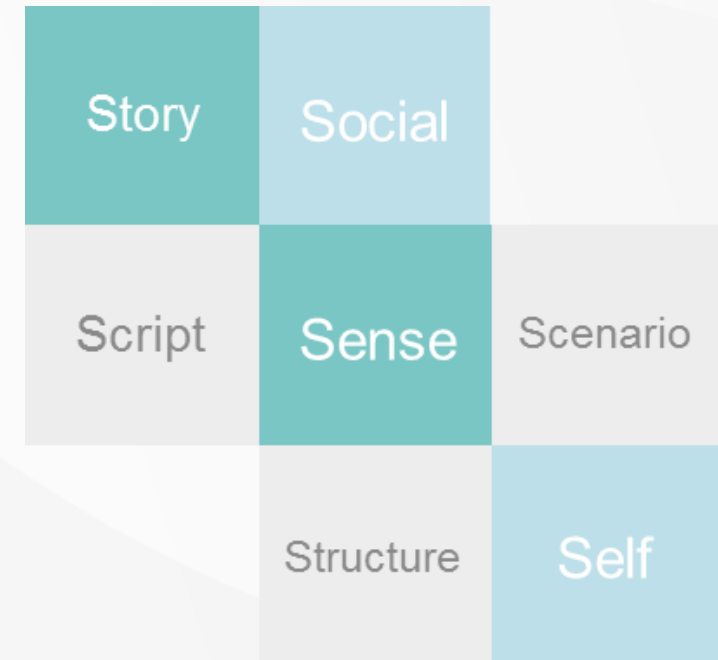 Story
Social
Script
Sense
Scenario
Structure
Self